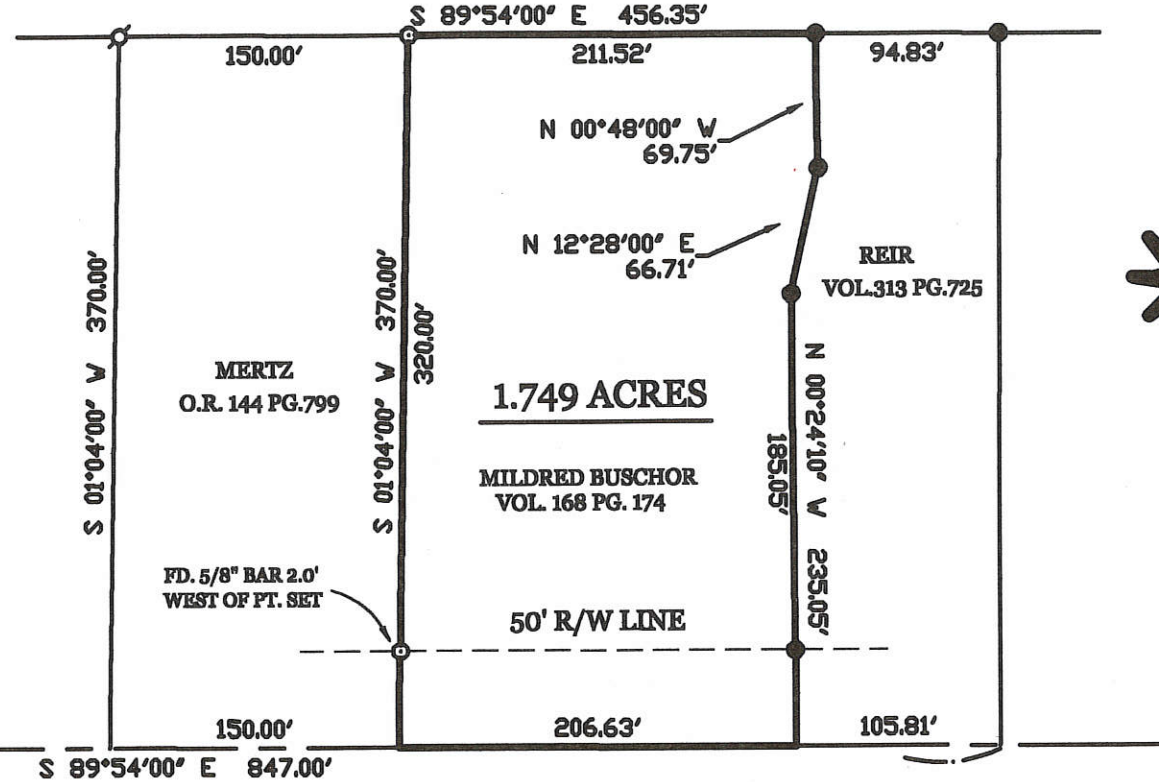 S 89°54'00" E 456.35'
150.00'
211.52'
94.83'
N 00°48'00" W
69.75'
N 12°28'00" E
66.71'
REIR
VOL.313 PG.725
S 01°04'00" W 370.00'
MERTZ
O.R. 144 PG.799
S 01°04'00" W 370.00'
320.00'
1.749 ACRES
MILDRED BUSCHOR
VOL. 168 PG. 174
185.05'
N 00°24'10" W 235.05'
FD. 5/8" BAR 2.0'
WEST OF PT. SET
50' R/W LINE
150.00'
206.63'
105.81'
S 89°54'00" E 847.00'